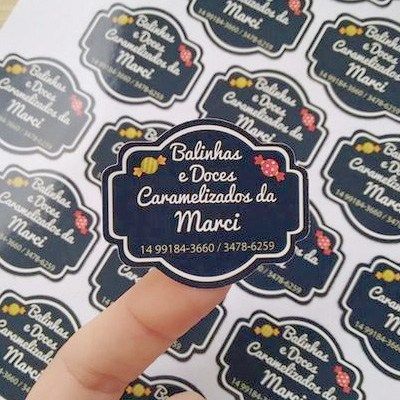 Balinhas
e Doces
Caramelizados da
Marci
14 99184-3660 / 3478-6259